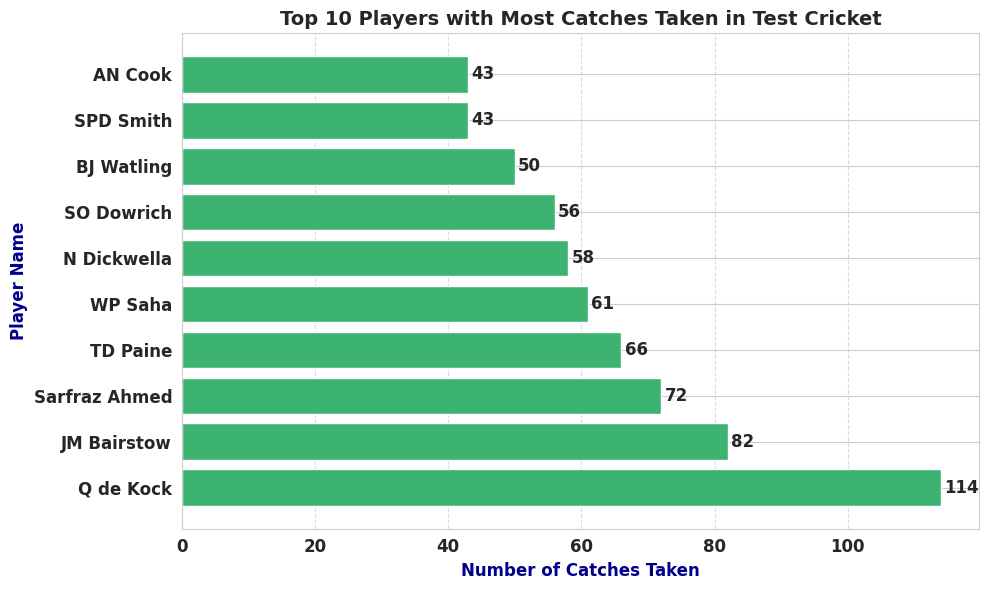 Top 10 Players with Most Catches Taken in Test Cricket
Player Name
AN Cook 43
SPD Smith 43
BJ Watling 50
SO Dowrich 56
N Dickwella 58
WP Saha 61
TD Paine 66
Sarfraz Ahmed 72
JM Bairstow 82
Q de Kock 114
0 20 40 60 80 100
Number of Catches Taken